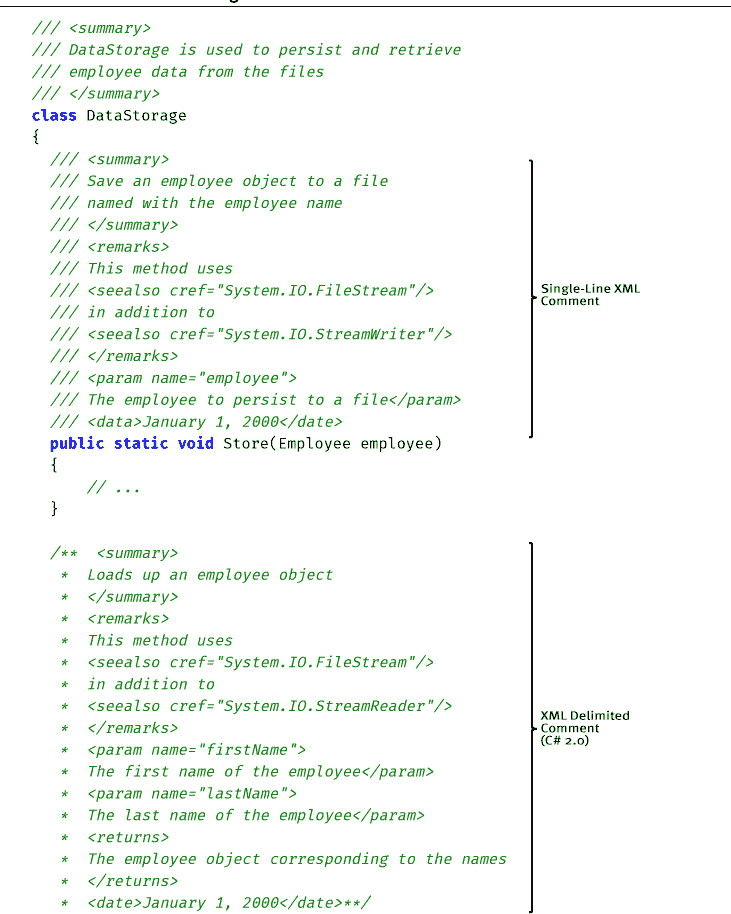 /// <summary>
/// DataStorage is used to persist and retrieve
/// employee data from the files
/// </summary>
class DataStorage
{
/// <summary>
/// Save an employee object to a file
/// named with the employee name
/// </summary>
/// <remarks>
/// This method uses
/// <seealso cref="System.IO.FileStream"/>
/// in addition to
/// <seealso cref="System.IO.StreamWriter"/>
/// </remarks>
/// <param name="employee">
/// The employee to persist to a file</param>
/// <data>January 1, 2000</date>
public static void Store(Employee employee)
{
// ...
}
Single-Line XML
Comment
/** <summary>
* Loads up an employee object
* </summary>
* <remarks>
* This method uses
* <seealso cref="System.IO.FileStream"/>
* in addition to
* <seealso cref="System.IO.StreamReader"/>
* </remarks>
* <param name="firstName">
* The first name of the employee</param>
* <param name="lastName">
* The last name of the employee</param>
* <returns>
* The employee object corresponding to the names
* </returns>
* <date>January 1, 2000</date>**/
XML Delimited
Comment
(C# 2.0)